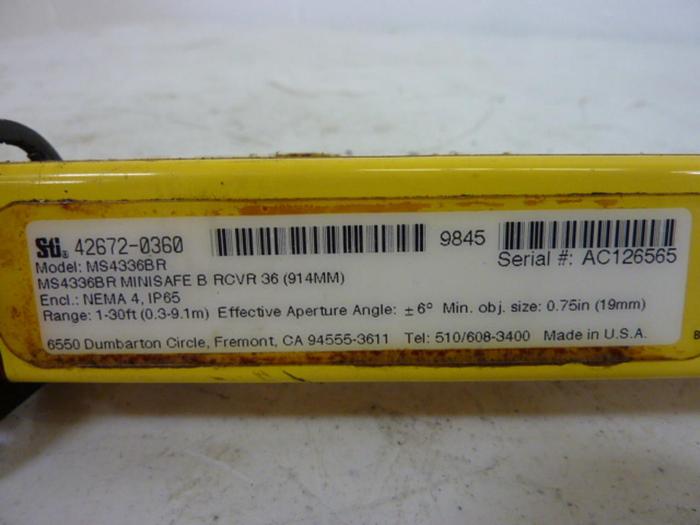 Sti® 42672-0360 9845
Serial #: AC126565
Model: MS4336BR
MS4336BR MINISAFE B RCVR 36 (914MM)
Encl.: NEMA 4, IP65
Range: 1-30ft (0.3-9.1m) Effective Aperture Angle: ± 6° Min. obj. size: 0.75in (19mm)
6550 Dumbarton Circle, Fremont, CA 94555-3611 Tel: 510/608-3400 Made in U.S.A.